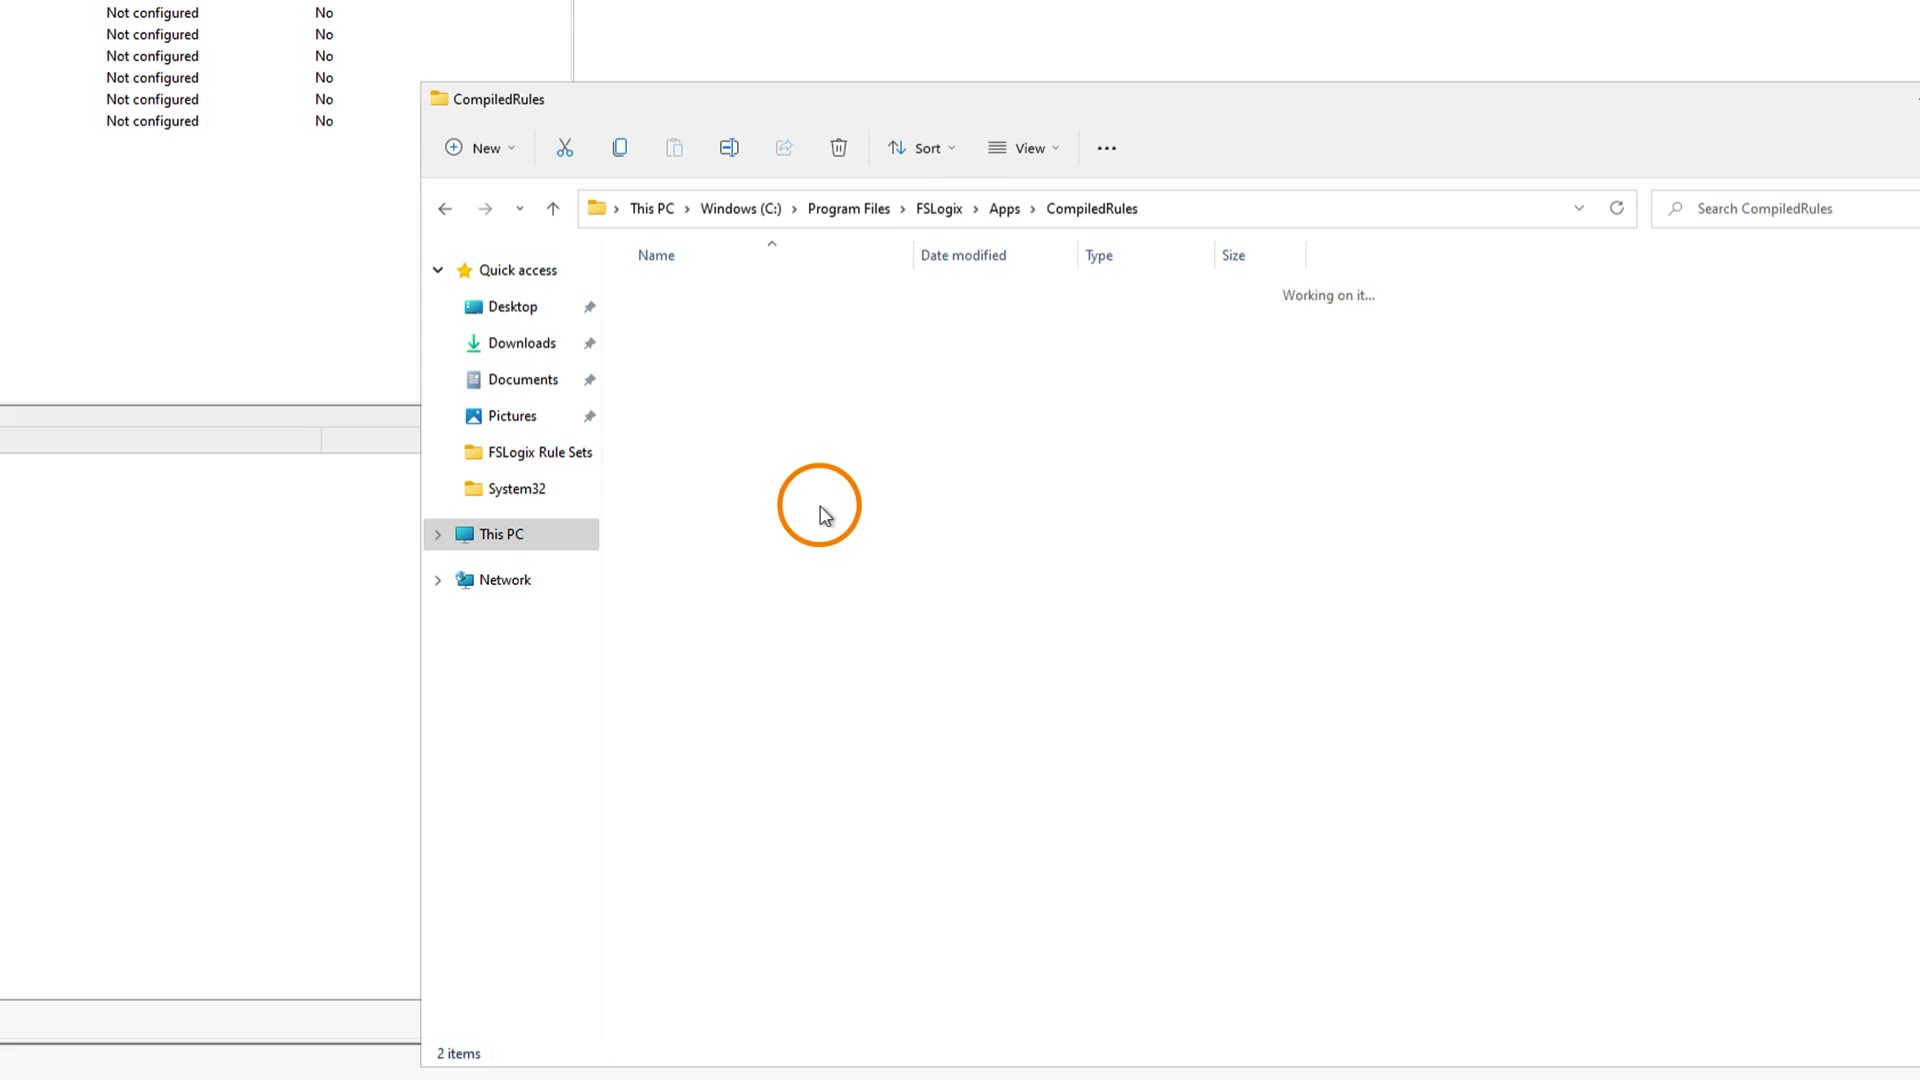 Not configured No
Not configured No
Not configured No
Not configured No
Not configured No
Not configured No
CompiledRules
New Sort View
This PC Windows (C:) Program Files FSLogix Apps CompiledRules Search CompiledRules
Name Date modified Type Size
Working on it...
Quick access
Desktop
Downloads
Documents
Pictures
FSLogix Rule Sets
System32
This PC
Network
2 items